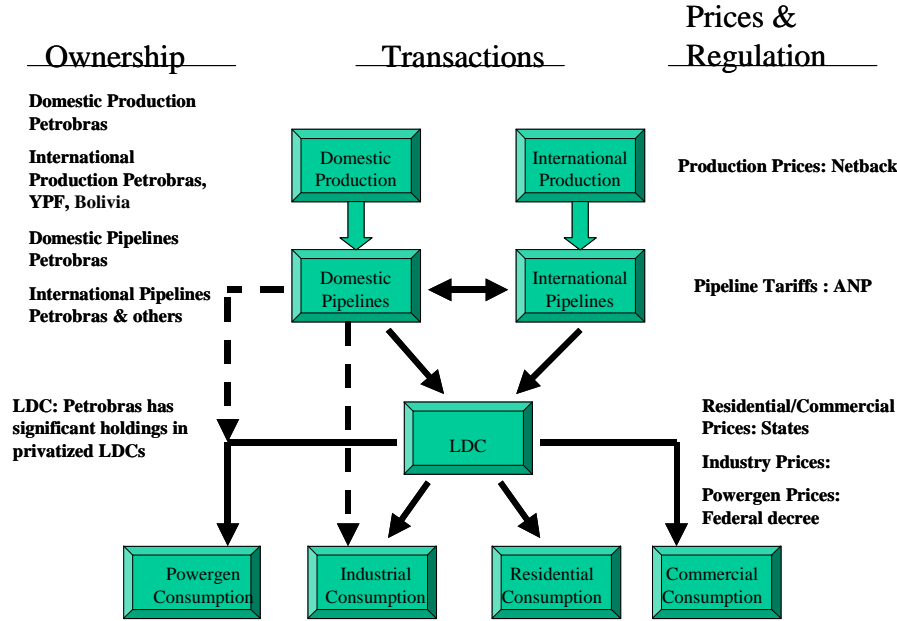 Ownership
Transactions
Prices &
Regulation
Domestic Production
Petrobras
International
Production Petrobras,
YPF, Bolivia
Domestic Pipelines
Petrobras
International Pipelines
Petrobras & others
LDC: Petrobras has
significant holdings in
privatized LDCs
Domestic
Production
International
Production
Domestic
Pipelines
International
Pipelines
LDC
Powergen
Consumption
Industrial
Consumption
Residential
Consumption
Commercial
Consumption
Production Prices: Netback
Pipeline Tariffs : ANP
Residential/Commercial
Prices: States
Industry Prices:
Powergen Prices:
Federal decree